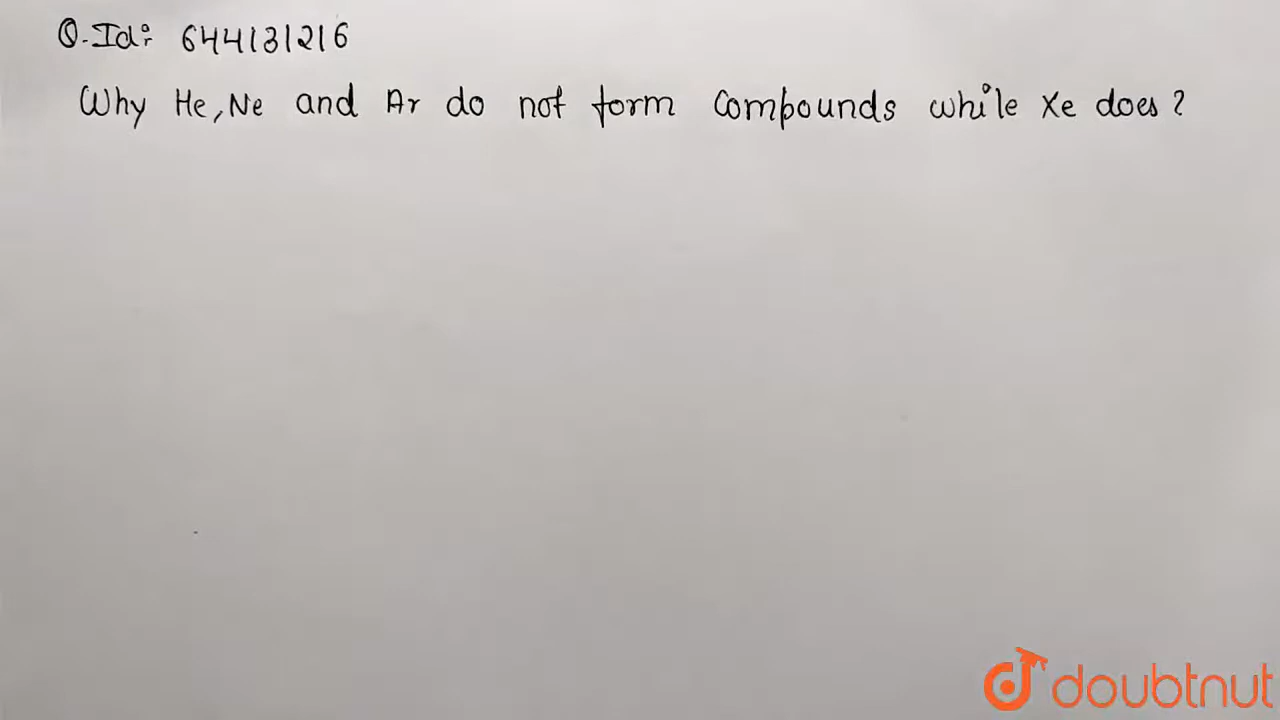 Q.Id: 644131216
Why He, Ne and Ar do not form compounds while Xe does?
doubtnut